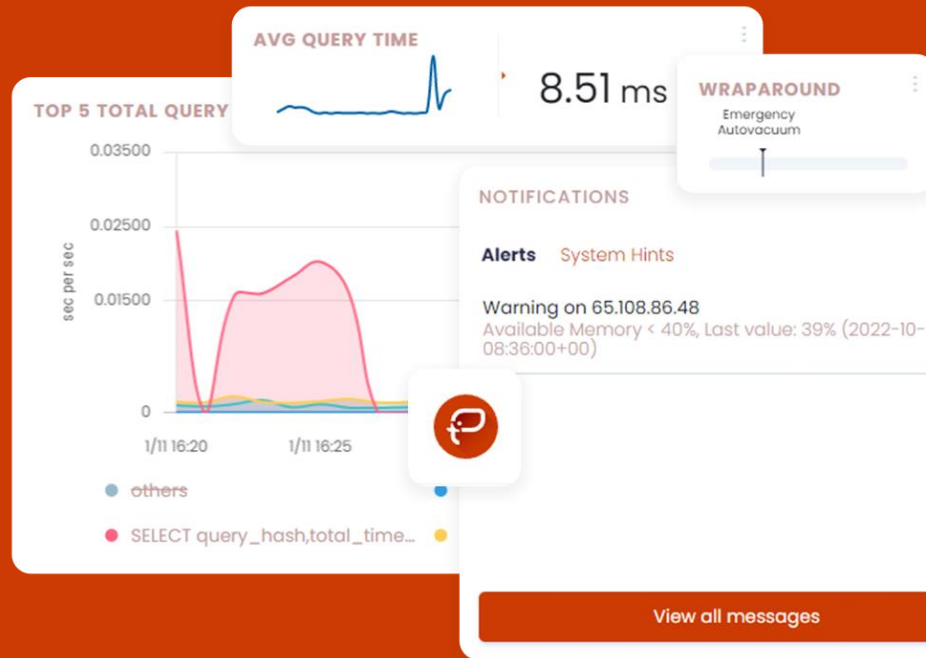 AVG QUERY TIME
8.51 ms
WRAPAROUND
Emergency
Autovacuum
TOP 5 TOTAL QUERY
0.03500
0.02500
0.01500
0
sec per sec
1/11 16:20
1/11 16:25
others
SELECT query_hash,total_time...
NOTIFICATIONS
Alerts System Hints
Warning on 65.108.86.48
Available Memory < 40%, Last value: 39% (2022-10-
08:36:00+00)
View all messages